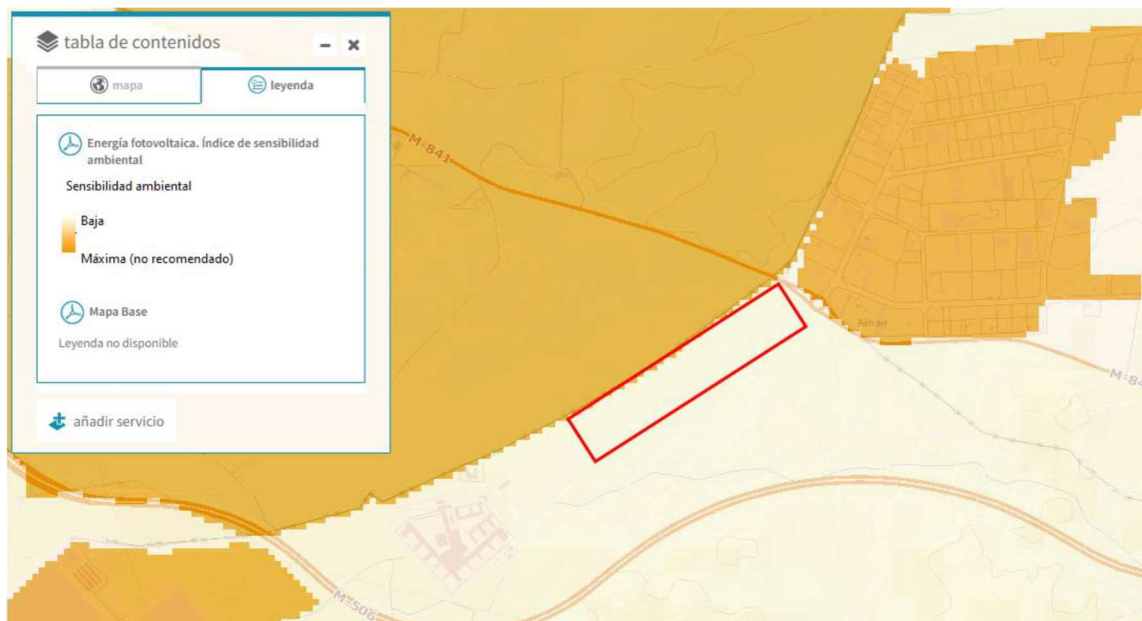 tabla de contenidos
mapa
leyenda
Energía fotovoltaica. Índice de sensibilidad
ambiental
Sensibilidad ambiental
Baja
Máxima (no recomendado)
Mapa Base
Leyenda no disponible
añadir servicio
M-841
M-84
M-506